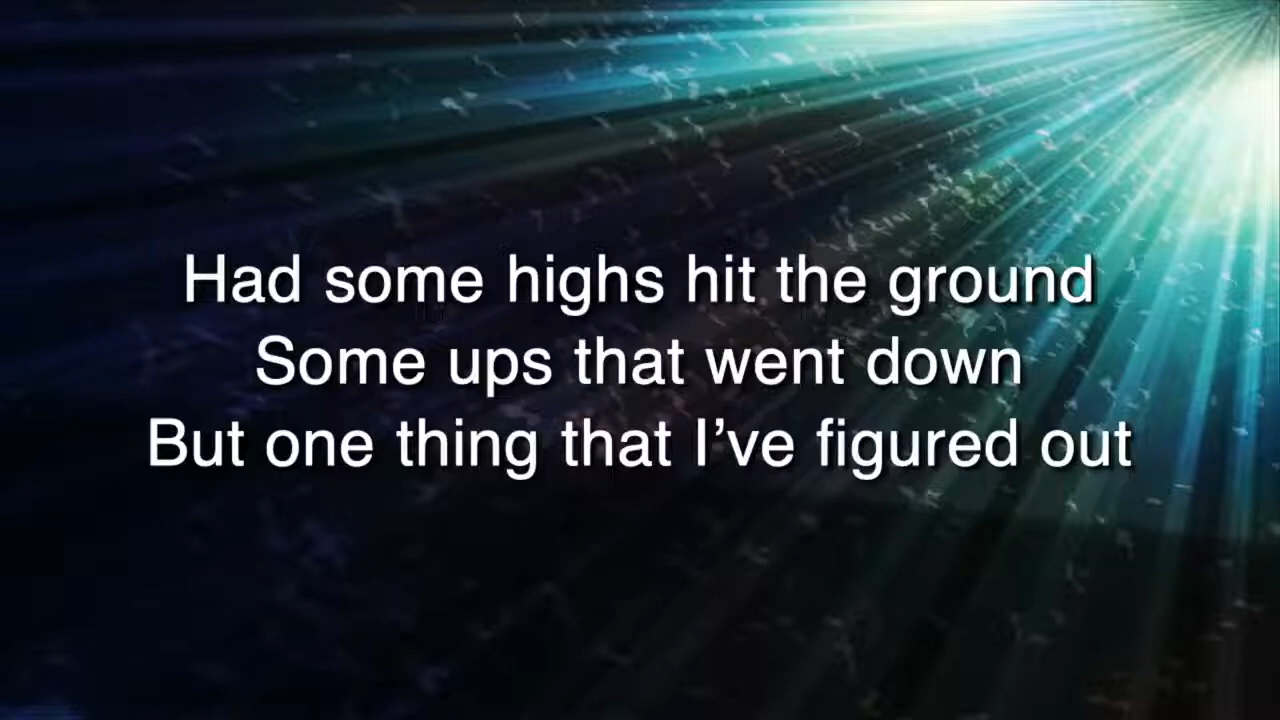 Had some highs hit the ground
Some ups that went down
But one thing that I’ve figured out